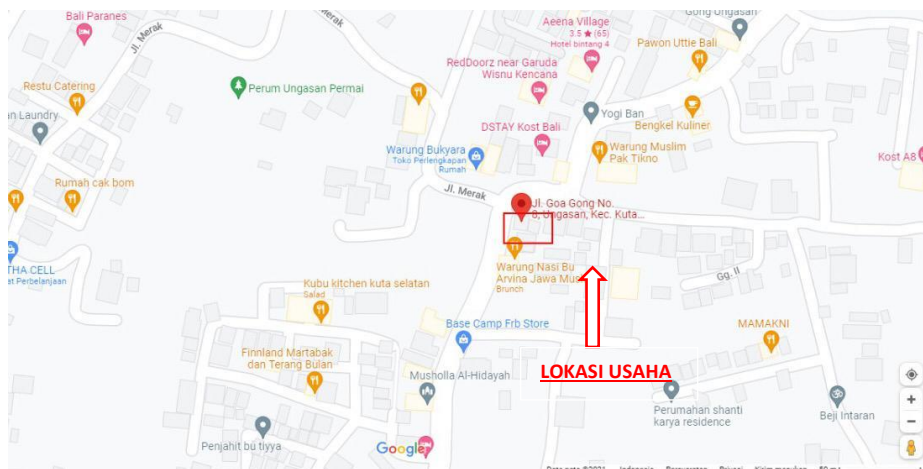 Bali Paranes
Jl. Merak
Gong Ungasan
Aeena Village
3.5 ★ (65)
Hotel bintang 4
Pawon Uttie Bali
RedDoorz near Garuda
Wisnu Kencana
Restu Catering
Perum Ungasan Permai
an Laundry
Yogi Ban
Bengkel Kuliner
DSTAY Kost Bali
Warung Bukyara
Toko Perlengkapan
Rumah
Warung Muslim
Pak Tikno
Kost A8
Rumah cak bom
Jl. Merak
Jl. Goa Gong No.
8, Ungasan, Kec. Kuta...
THA CELL
at Perbelanjaan
Warung Nasi Bu
Arvina Jawa Mus
Brunch
Gg. II
Kubu kitchen kuta selatan
Salad
Base Camp Frb Store
MAMAKNI
Finnland Martabak
dan Terang Bulan
LOKASI USAHA
Musholla Al-Hidayah
Perumahan shanti
karya residence
Beji Intaran
Penjahit bu tiyya
Google